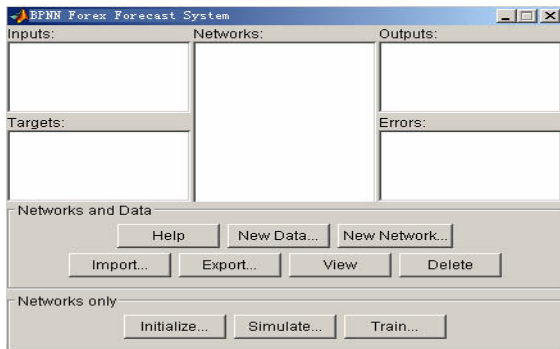 BPNN Forex Forecast System
Inputs: Networks: Outputs:
Targets: Errors:
Networks and Data
Help New Data... New Network...
Import... Export... View Delete
Networks only
Initialize... Simulate... Train...